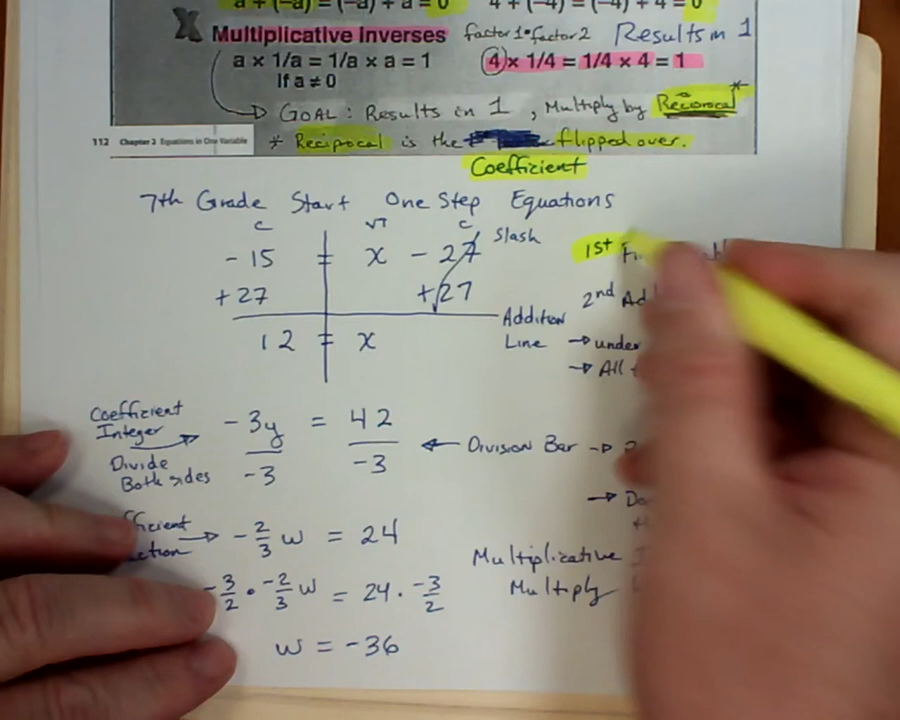 a + (−a) = (−a) + a = 0 4 + (−4) = (−4) + 4 = 0
Multiplicative Inverses factor 1 • factor 2 Results in 1
a x 1/a = 1/a x a = 1 4 x 1/4 = 1/4 x 4 = 1
If a ≠ 0
GOAL: Results in 1, Multiply by Reciprocal *
112 Chapter 2 Equations in One Variable
* Reciprocal is the flipped over.
Coefficient
7th Grade Start One Step Equations
C VT C Slash
-15 = x - 27 1st
+27 +27 2nd
Addition
12 = x Line → under
→ All
Coefficient
Integer -3y = 42
Divide -3 -3 ← Division Bar →
Both sides
→
-2/3 w = 24
Multiplicative
-3/2 • -2/3 w = 24 • -3/2 Multiply
w = -36